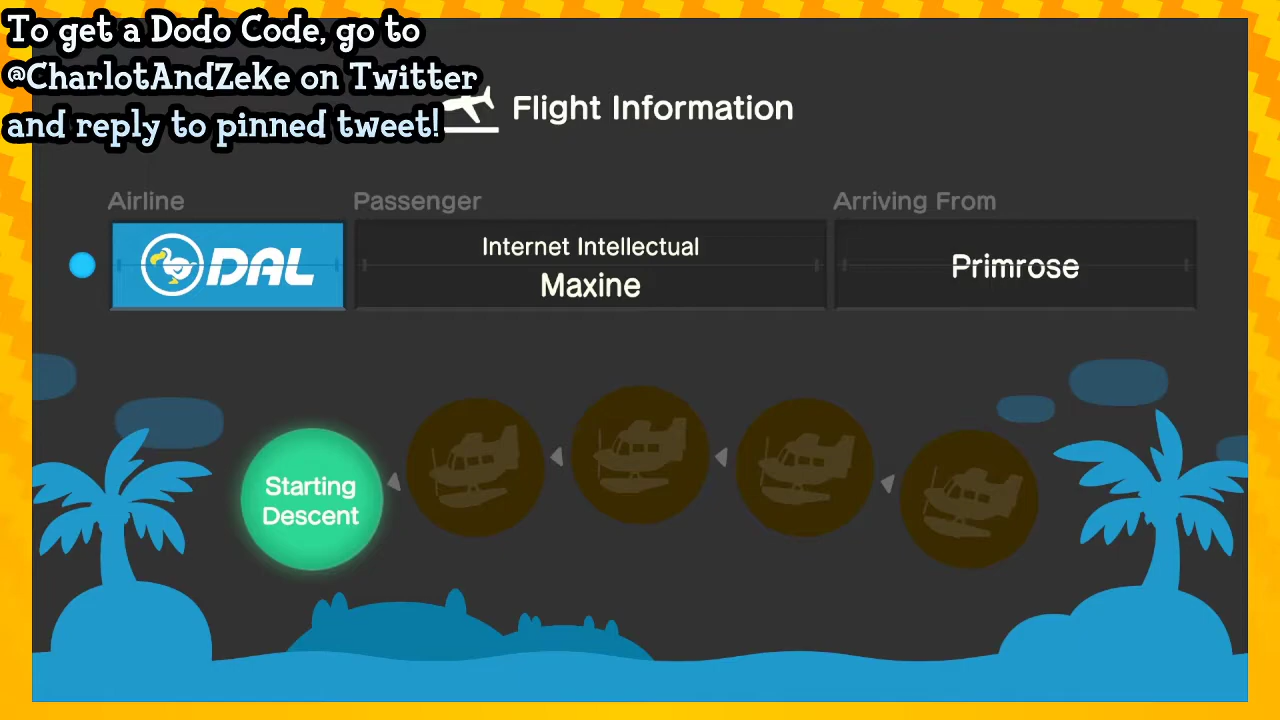 To get a Dodo Code, go to
@CharlotAndZeke on Twitter
and reply to pinned tweet!
Flight Information
Airline
Passenger
Arriving From
DAL
Internet Intellectual
Maxine
Primrose
Starting
Descent